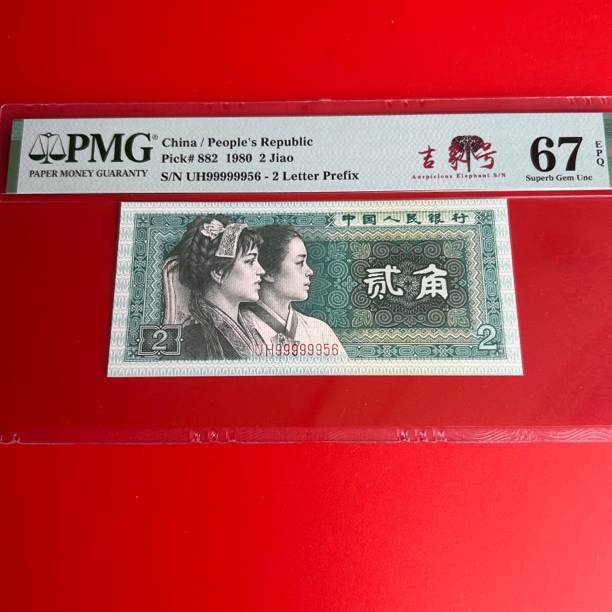 PMG®
PAPER MONEY GUARANTY
China / People's Republic
Pick# 882 1980 2 Jiao
S/N UH99999956 - 2 Letter Prefix
吉象号
Auspicious Elephant S/N
67 EPQ
Superb Gem Unc
中国人民银行
贰角
2
UH99999956
2